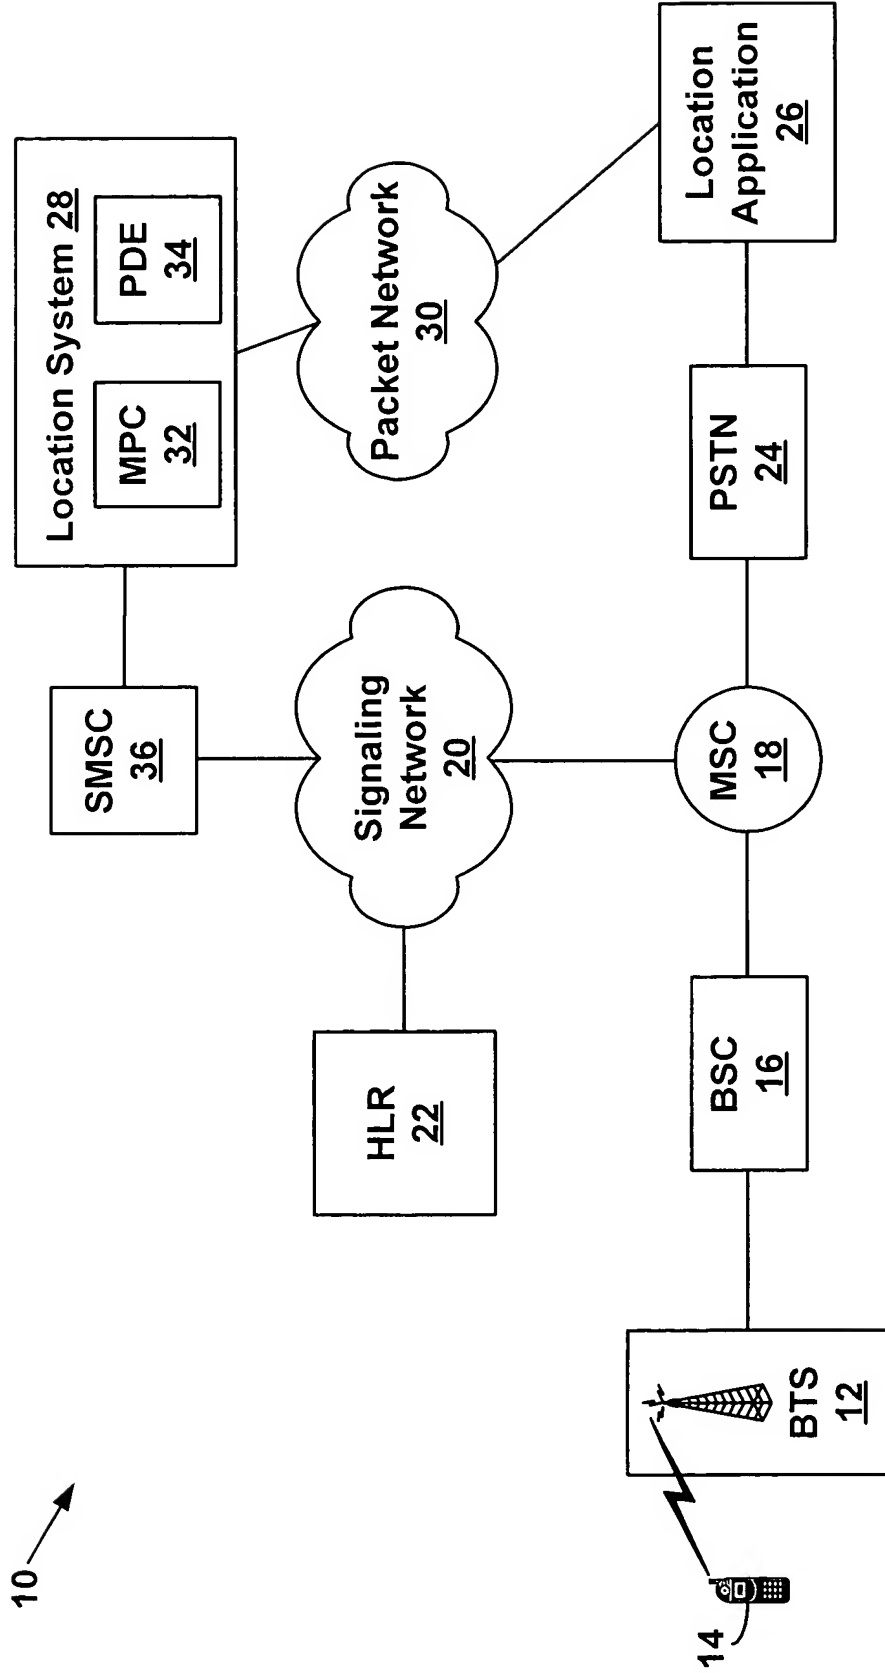 10
Location System 28
MPC
32
PDE
34
SMSC
36
Packet Network
30
Signaling
Network
20
HLR
22
14
BTS
12
BSC
16
MSC
18
PSTN
24
Location
Application
26